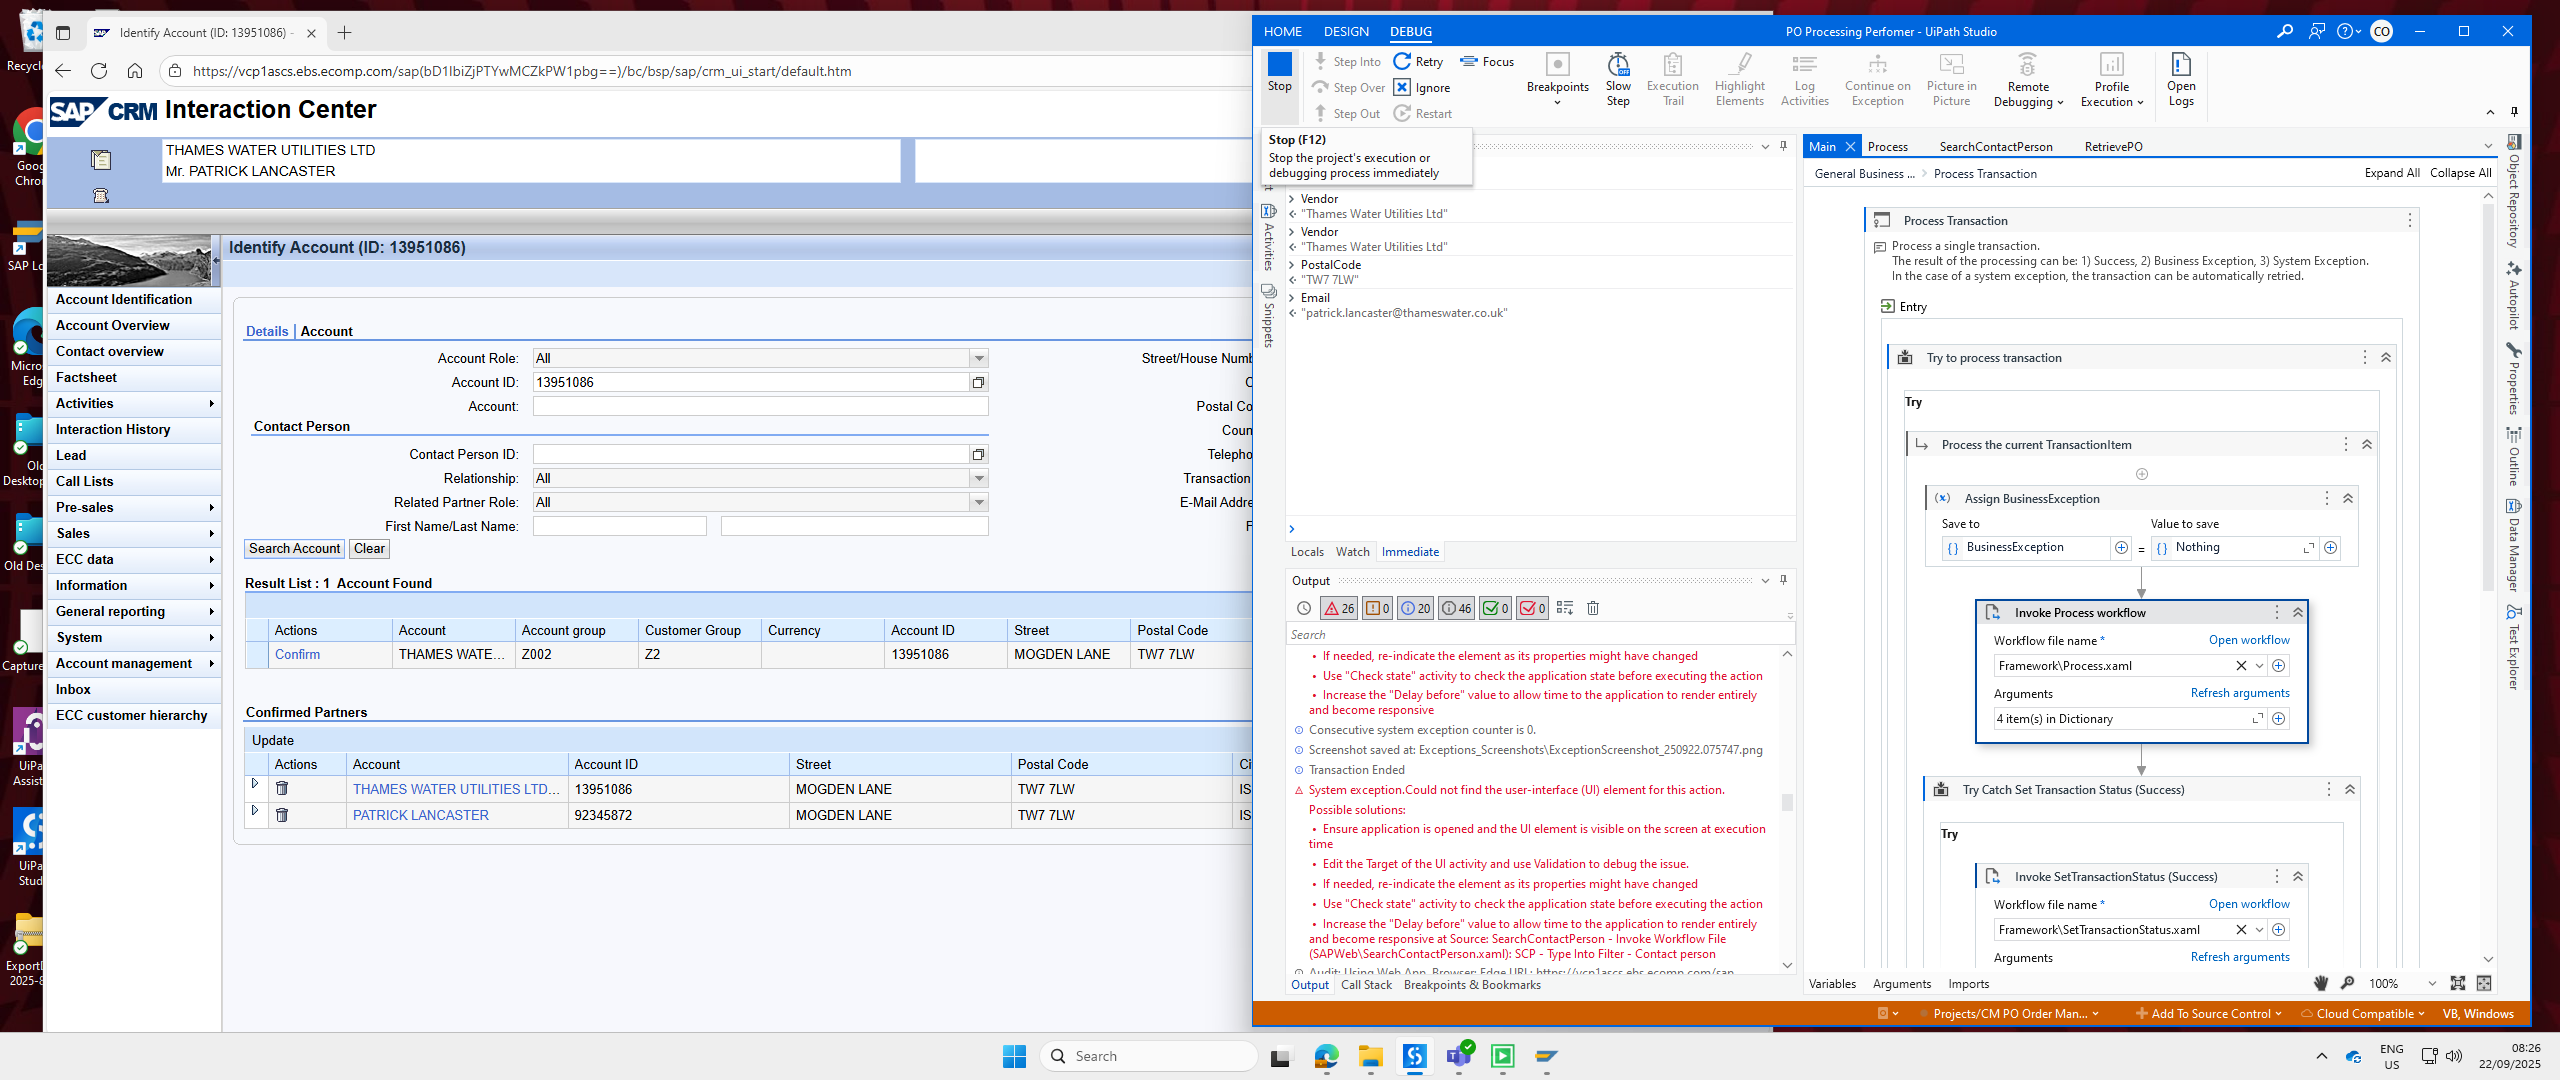 Recycl
Goog
Chro
SAP Lo
Micro
Edg
Old
Desktop
Old Des
Capture
UiPa
Assis
UiPa
Stud
ExportD
2025-8
Identify Account (ID: 13951086) -
https://vcp1ascs.ebs.ecomp.com/sap(bD1lbiZjPTYwMCZkPW1pbg==)/bc/bsp/sap/crm_ui_start/default.htm
SAP CRM Interaction Center
THAMES WATER UTILITIES LTD
Mr. PATRICK LANCASTER
Identify Account (ID: 13951086)
Account Identification
Account Overview
Contact overview
Factsheet
Activities
Interaction History
Lead
Call Lists
Pre-sales
Sales
ECC data
Information
General reporting
System
Account management
Inbox
ECC customer hierarchy
Details | Account
Account Role: All
Street/House Numb
Account ID: 13951086
C
Account:
Postal Co
Contact Person
Coun
Contact Person ID:
Telepho
Relationship: All
Transaction
Related Partner Role: All
E-Mail Addre
First Name/Last Name:
F
Search Account Clear
Result List : 1 Account Found
Actions Account Account group Customer Group Currency Account ID Street Postal Code
Confirm THAMES WATE... Z002 Z2 13951086 MOGDEN LANE TW7 7LW
Confirmed Partners
Update
Actions Account Account ID Street Postal Code Ci
THAMES WATER UTILITIES LTD... 13951086 MOGDEN LANE TW7 7LW IS
PATRICK LANCASTER 92345872 MOGDEN LANE TW7 7LW IS
HOME DESIGN DEBUG
PO Processing Perfomer - UiPath Studio
CO
Stop
Step Into
Step Over
Step Out
Retry
Ignore
Restart
Focus
Breakpoints
Slow
Step
Execution
Trail
Highlight
Elements
Log
Activities
Continue on
Exception
Picture in
Picture
Remote
Debugging
Profile
Execution
Open
Logs
Stop (F12)
Stop the project's execution or
debugging process immediately
Activities
Snippets
Vendor
"Thames Water Utilities Ltd"
Vendor
"Thames Water Utilities Ltd"
PostalCode
"TW7 7LW"
Email
"patrick.lancaster@thameswater.co.uk"
Locals Watch Immediate
Output
26 0 20 46 0 0
Search
• If needed, re-indicate the element as its properties might have changed
• Use "Check state" activity to check the application state before executing the action
• Increase the "Delay before" value to allow time to the application to render entirely
and become responsive
Consecutive system exception counter is 0.
Screenshot saved at: Exceptions_Screenshots\ExceptionScreenshot_250922.075747.png
Transaction Ended
System exception.Could not find the user-interface (UI) element for this action.
Possible solutions:
• Ensure application is opened and the UI element is visible on the screen at execution
time
• Edit the Target of the UI activity and use Validation to debug the issue.
• If needed, re-indicate the element as its properties might have changed
• Use "Check state" activity to check the application state before executing the action
• Increase the "Delay before" value to allow time to the application to render entirely
and become responsive at Source: SearchContactPerson - Invoke Workflow File
(SAPWeb\SearchContactPerson.xaml): SCP - Type Into Filter - Contact person
Audit: Using Web App. Browser: Edge URL: https://vcp1ascs.ebs.ecomp.com/sap
Output Call Stack Breakpoints & Bookmarks
Main Process SearchContactPerson RetrievePO
General Business ... > Process Transaction
Expand All Collapse All
Process Transaction
Process a single transaction.
The result of the processing can be: 1) Success, 2) Business Exception, 3) System Exception.
In the case of a system exception, the transaction can be automatically retried.
Entry
Try to process transaction
Try
Process the current TransactionItem
(x) Assign BusinessException
Save to Value to save
{} BusinessException = {} Nothing
Invoke Process workflow
Workflow file name * Open workflow
Framework\Process.xaml
Arguments Refresh arguments
4 item(s) in Dictionary
Try Catch Set Transaction Status (Success)
Try
Invoke SetTransactionStatus (Success)
Workflow file name * Open workflow
Framework\SetTransactionStatus.xaml
Arguments Refresh arguments
Variables Arguments Imports
100%
Object Repository
Autopilot
Properties
Outline
Data Manager
Test Explorer
Projects/CM PO Order Man...
Add To Source Control
Cloud Compatible
VB, Windows
Search
ENG
US
08:26
22/09/2025